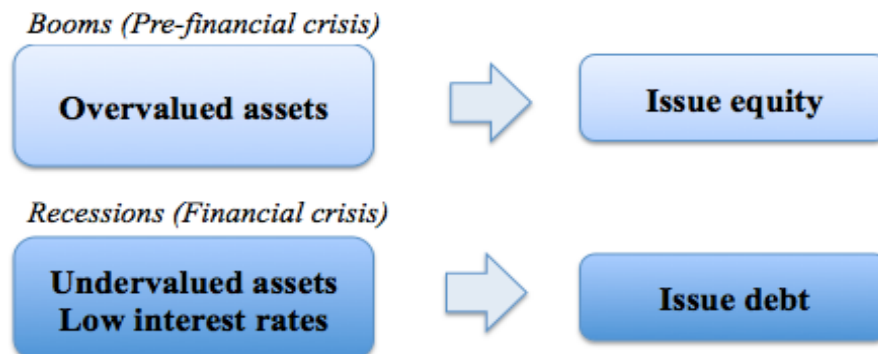 Booms (Pre-financial crisis)
Overvalued assets
Issue equity
Recessions (Financial crisis)
Undervalued assets
Low interest rates
Issue debt